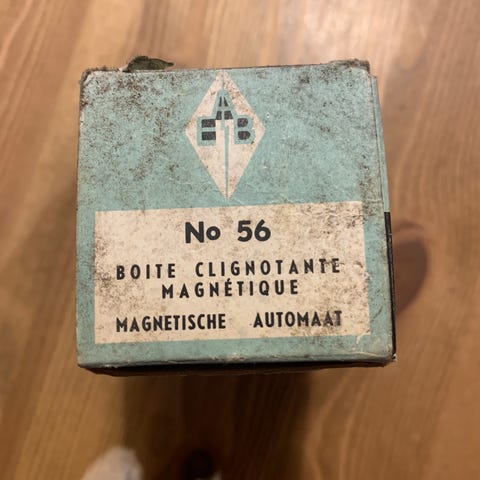 A
E B
No 56
BOITE CLIGNOTANTE
MAGNÉTIQUE
MAGNETISCHE AUTOMAAT